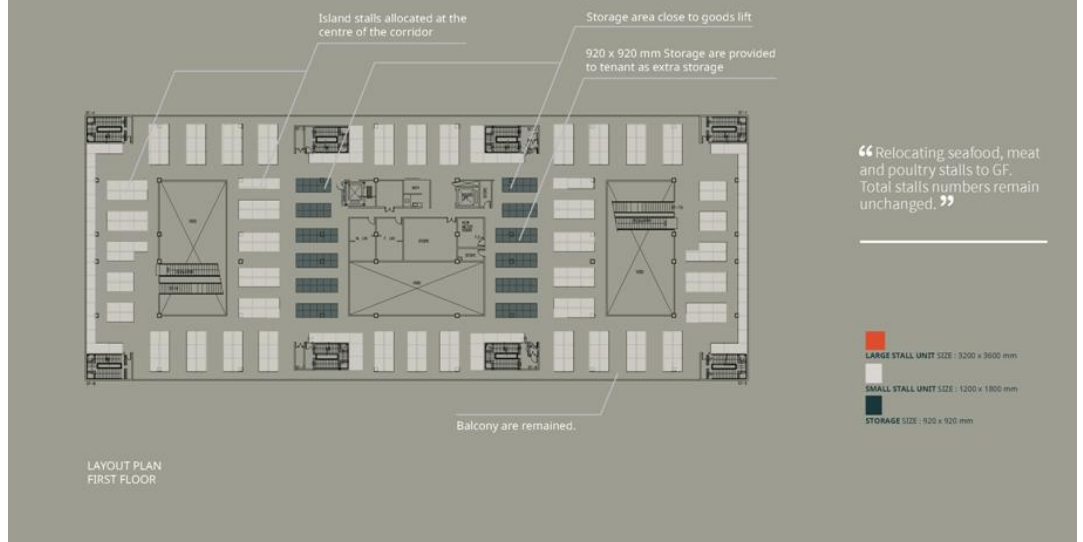 Island stalls allocated at the
centre of the corridor
Storage area close to goods lift
920 x 920 mm Storage are provided
to tenant as extra storage
“ Relocating seafood, meat
and poultry stalls to GF.
Total stalls numbers remain
unchanged. ”
LARGE STALL UNIT SIZE : 3200 x 3600 mm
SMALL STALL UNIT SIZE : 1200 x 1800 mm
STORAGE SIZE : 920 x 920 mm
Balcony are remained.
LAYOUT PLAN
FIRST FLOOR